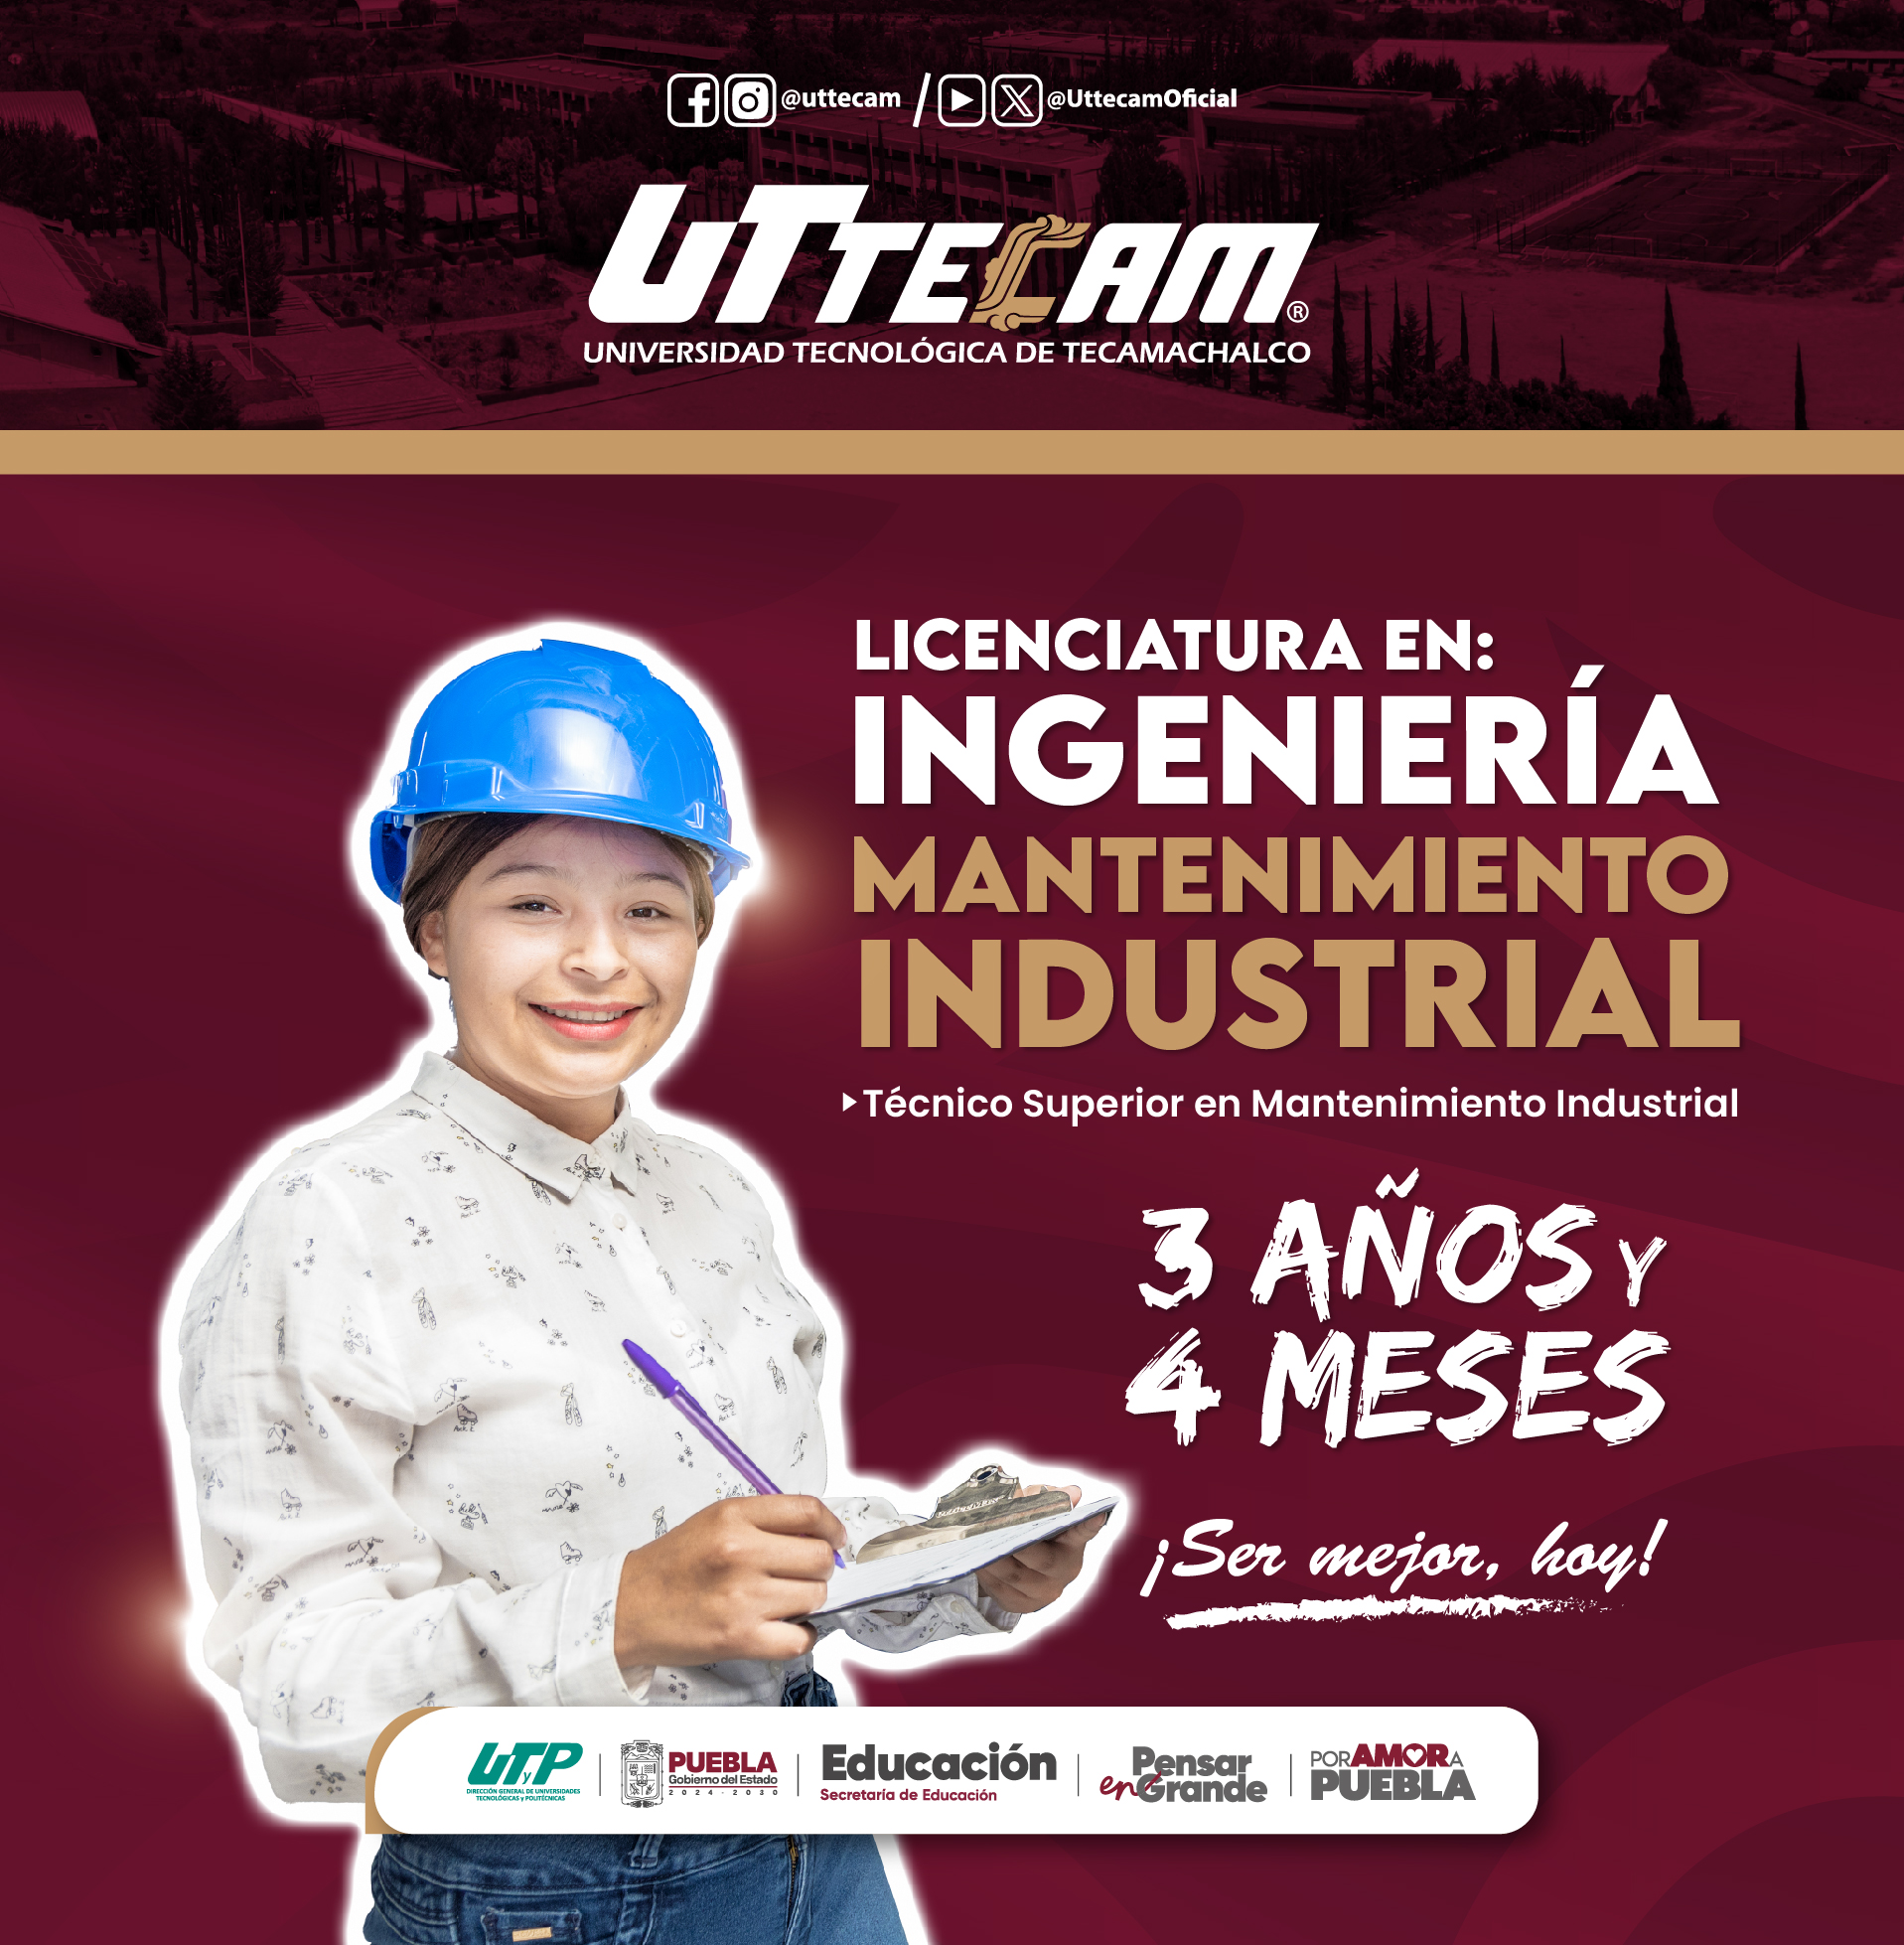 @uttecam / @UttecamOficial
UTTECAM®
UNIVERSIDAD TECNOLÓGICA DE TECAMACHALCO
LICENCIATURA EN:
INGENIERÍA
MANTENIMIENTO
INDUSTRIAL
Técnico Superior en Mantenimiento Industrial
3 AÑOS Y
4 MESES
¡Ser mejor, hoy!
UTyP
DIRECCIÓN GENERAL DE UNIVERSIDADES
TECNOLÓGICAS y POLITÉCNICAS
PUEBLA
Gobierno del Estado
2024 - 2030
Educación
Secretaría de Educación
Pensar
en Grande
POR AMOR A
PUEBLA